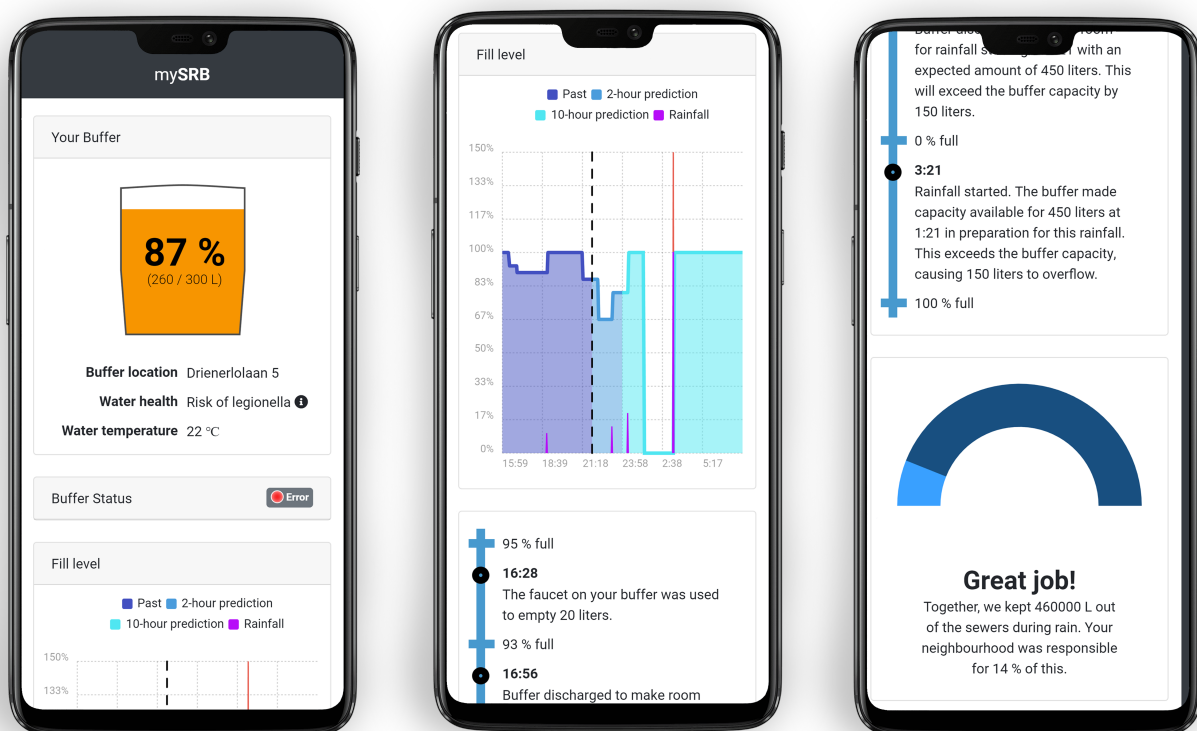 mySRB
Your Buffer
87 %
(260 / 300 L)
Buffer location Drienerlolaan 5
Water health Risk of legionella
Water temperature 22 °C
Buffer Status Error
Fill level
Past 2-hour prediction
10-hour prediction Rainfall
150%
133%
Fill level
Past 2-hour prediction
10-hour prediction Rainfall
150%
133%
117%
100%
83%
67%
50%
33%
17%
0%
15:59 18:39 21:18 23:58 2:38 5:17
95 % full
16:28
The faucet on your buffer was used
to empty 20 liters.
93 % full
16:56
Buffer discharged to make room
for rainfall with an
expected amount of 450 liters. This
will exceed the buffer capacity by
150 liters.
0 % full
3:21
Rainfall started. The buffer made
capacity available for 450 liters at
1:21 in preparation for this rainfall.
This exceeds the buffer capacity,
causing 150 liters to overflow.
100 % full
Great job!
Together, we kept 460000 L out
of the sewers during rain. Your
neighbourhood was responsible
for 14 % of this.